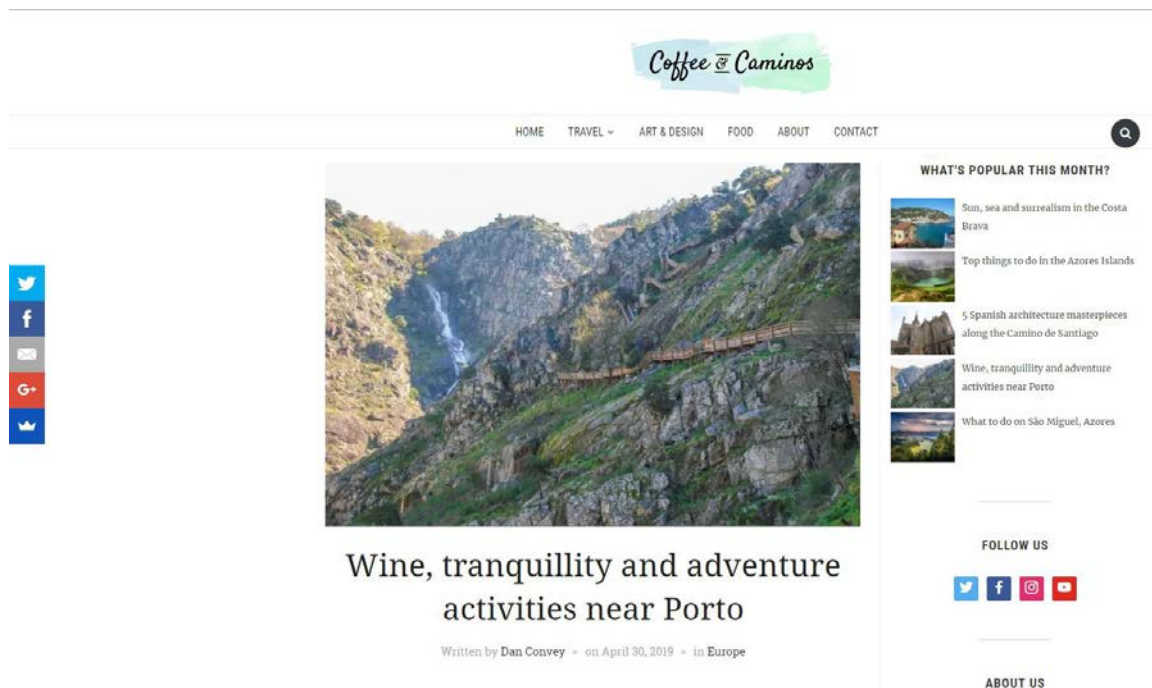 Coffee & Caminos
HOME TRAVEL ART & DESIGN FOOD ABOUT CONTACT
Wine, tranquillity and adventure
activities near Porto
Written by Dan Convey on April 30, 2019 in Europe
WHAT'S POPULAR THIS MONTH?
Sun, sea and surrealism in the Costa
Brava
Top things to do in the Azores Islands
5 Spanish architecture masterpieces
along the Camino de Santiago
Wine, tranquillity and adventure
activities near Porto
What to do on São Miguel, Azores
FOLLOW US
ABOUT US